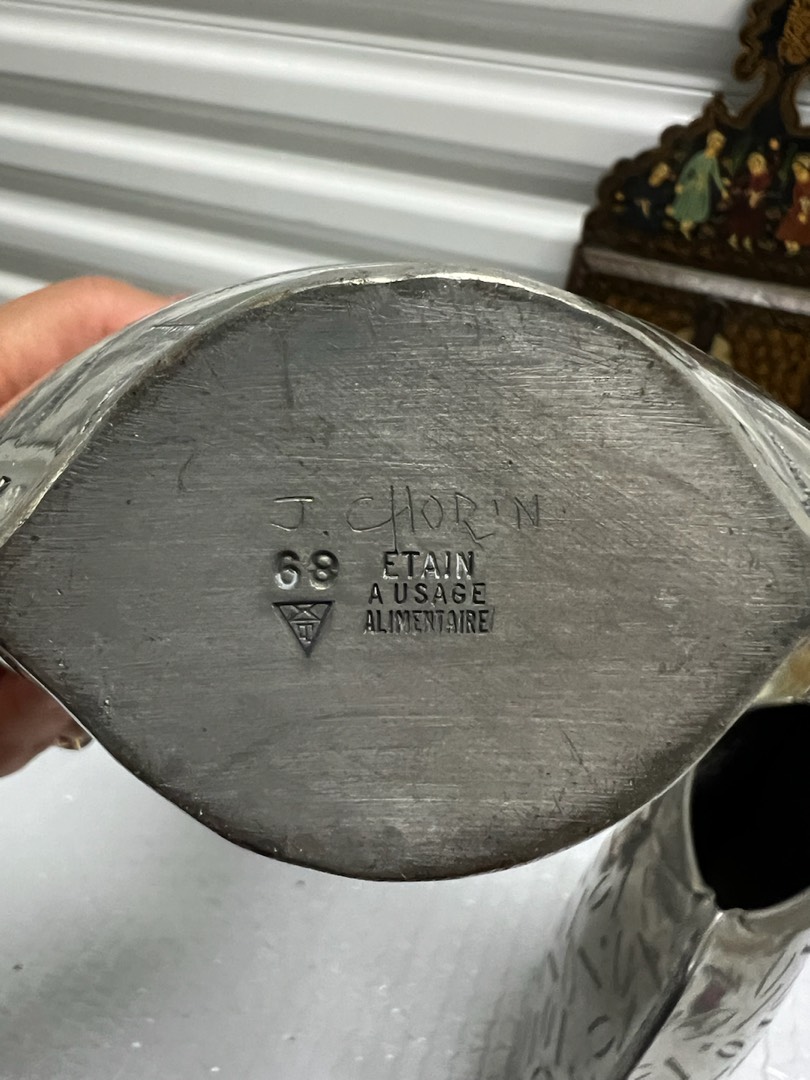 J. CHORIN
68 ETAIN
A USAGE
ALIMENTAIRE